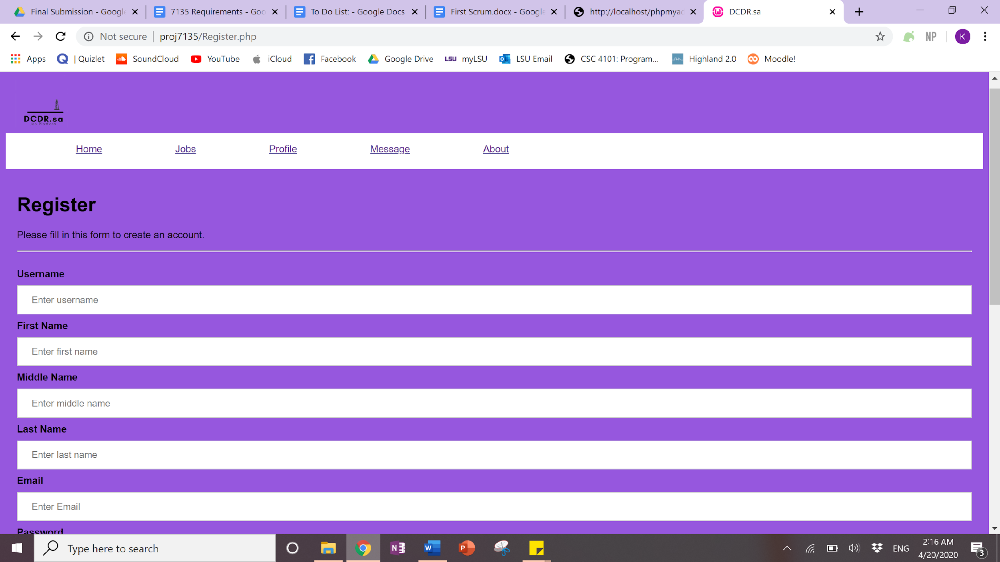 Final Submission - Google
7135 Requirements - Goo
To Do List: - Google Docs
First Scrum.docx - Google
http://localhost/phpmyad
DCDR.sa
Not secure
proj7135/Register.php
NP
K
Apps
| Quizlet
SoundCloud
YouTube
iCloud
Facebook
Google Drive
LSU myLSU
LSU Email
CSC 4101: Program...
Highland 2.0
Moodle!
DCDR.sa
Job Platform
Home
Jobs
Profile
Message
About
Register
Please fill in this form to create an account.
Username
Enter username
First Name
Enter first name
Middle Name
Enter middle name
Last Name
Enter last name
Email
Enter Email
Password
Type here to search
ENG
2:16 AM
4/20/2020
3